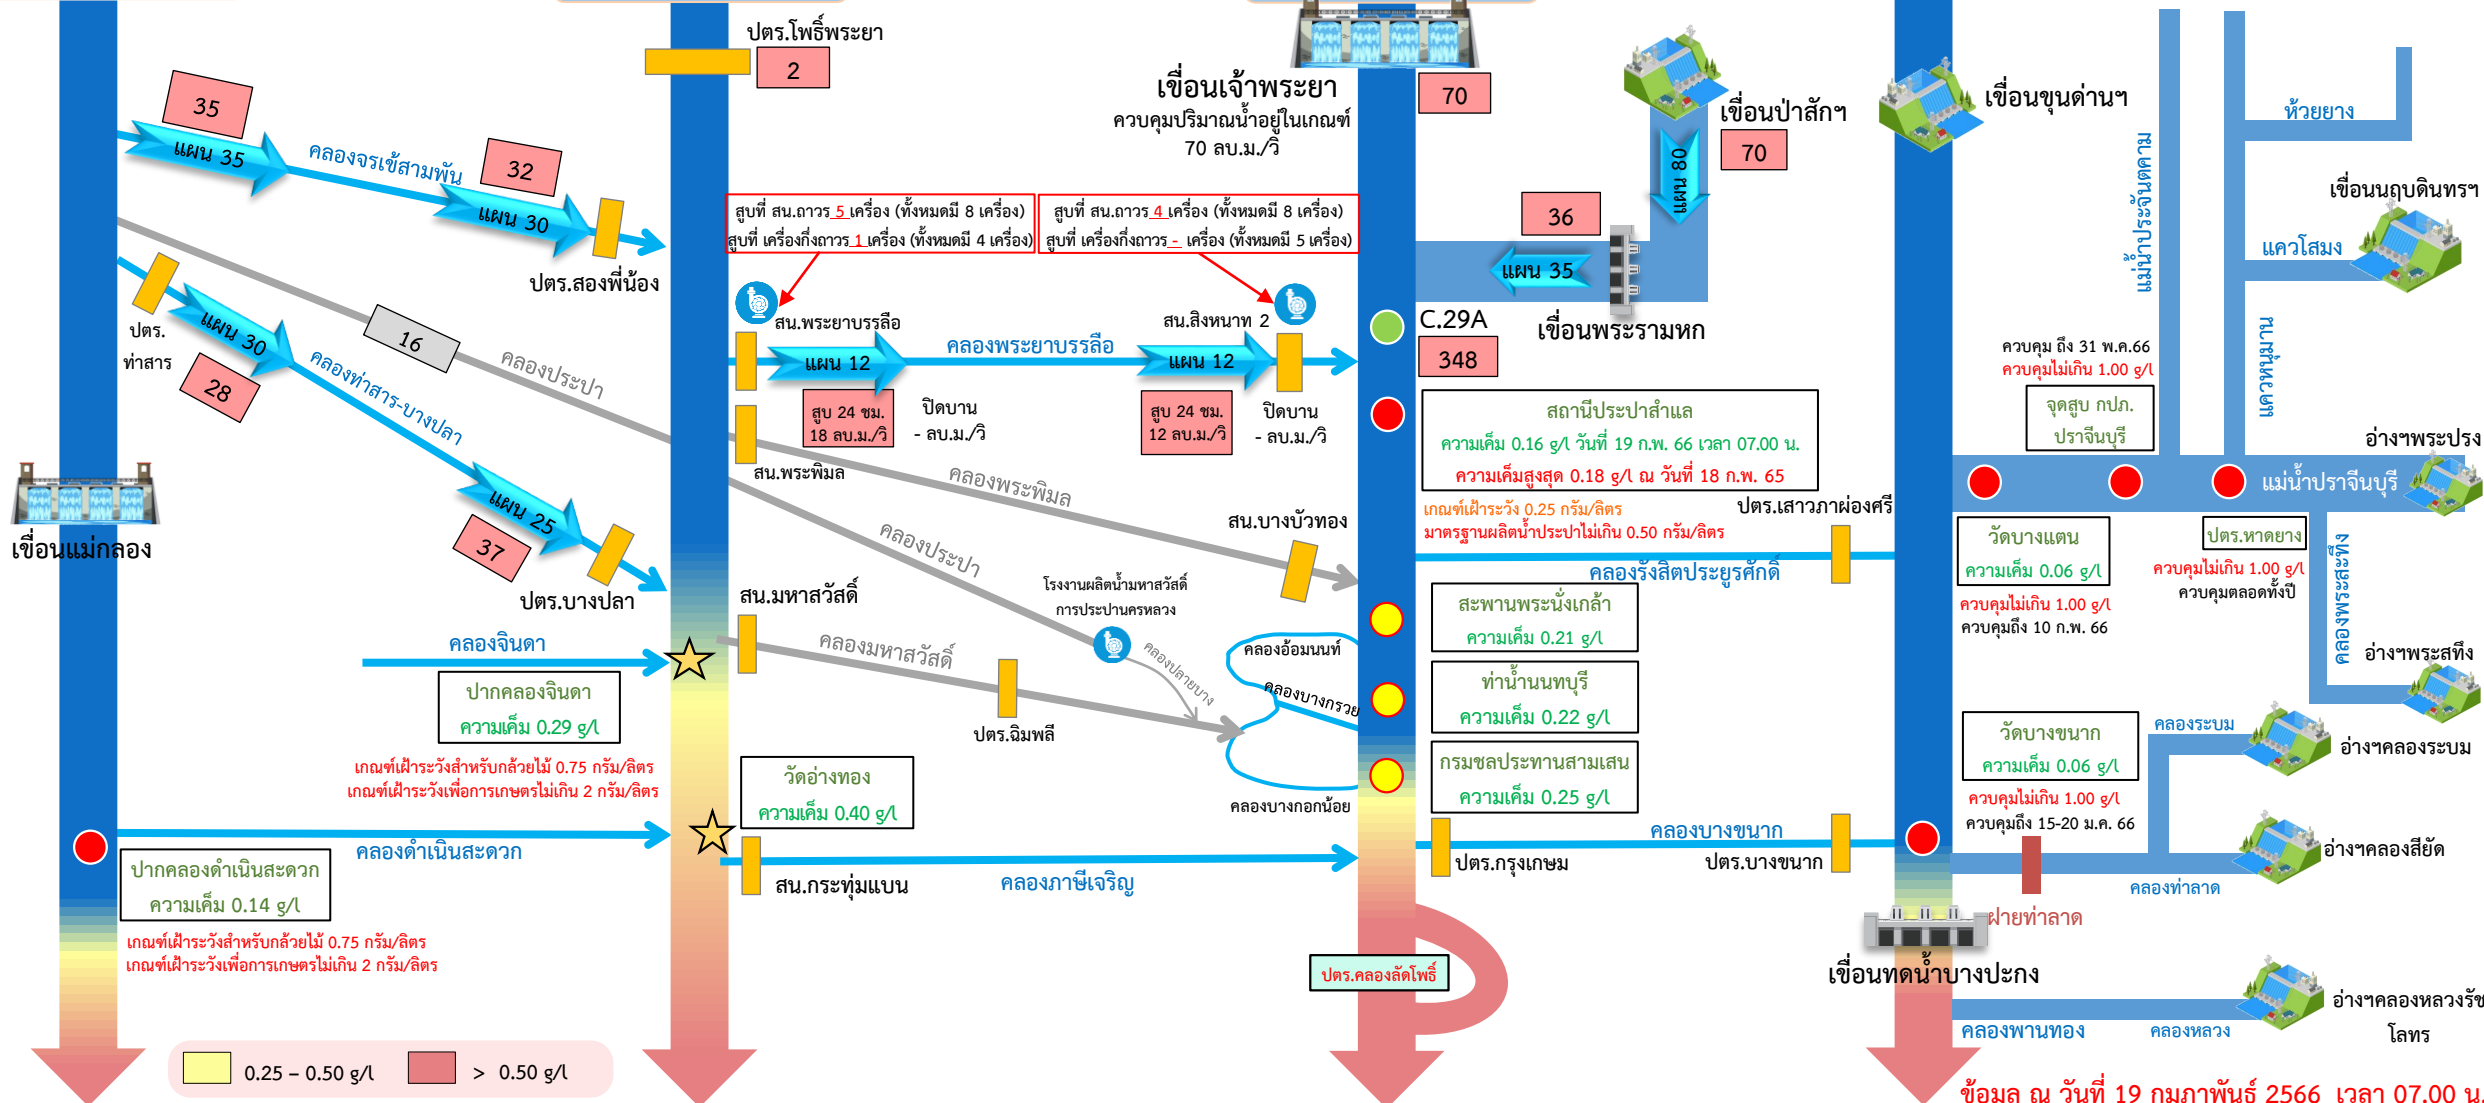 ปตร.โพธิ์พระยา
2
35
แผน 35
คลองจรเข้สามพัน
32
แผน 30
ปตร.สองพี่น้อง
ปตร.
ท่าสาร
แผน 30
28
คลองท่าสาร-บางปลา
16
คลองประปา
แผน 25
37
ปตร.บางปลา
เขื่อนแม่กลอง
คลองจินดา
ปากคลองจินดา
ความเค็ม 0.29 g/l
เกณฑ์เฝ้าระวังสำหรับกล้วยไม้ 0.75 กรัม/ลิตร
เกณฑ์เฝ้าระวังเพื่อการเกษตรไม่เกิน 2 กรัม/ลิตร
คลองดำเนินสะดวก
ปากคลองดำเนินสะดวก
ความเค็ม 0.14 g/l
เกณฑ์เฝ้าระวังสำหรับกล้วยไม้ 0.75 กรัม/ลิตร
เกณฑ์เฝ้าระวังเพื่อการเกษตรไม่เกิน 2 กรัม/ลิตร
0.25 – 0.50 g/l
> 0.50 g/l
เขื่อนเจ้าพระยา
ควบคุมปริมาณน้ำอยู่ในเกณฑ์
70 ลบ.ม./วิ
70
สูบที่ สน.ถาวร 5 เครื่อง (ทั้งหมดมี 8 เครื่อง)
สูบที่ เครื่องกึ่งถาวร 1 เครื่อง (ทั้งหมดมี 4 เครื่อง)
สูบที่ สน.ถาวร 4 เครื่อง (ทั้งหมดมี 8 เครื่อง)
สูบที่ เครื่องกึ่งถาวร - เครื่อง (ทั้งหมดมี 5 เครื่อง)
สน.พระยาบรรลือ
แผน 12
คลองพระยาบรรลือ
สน.สิงหนาท 2
แผน 12
สูบ 24 ชม.
18 ลบ.ม./วิ
ปิดบาน
- ลบ.ม./วิ
สูบ 24 ชม.
12 ลบ.ม./วิ
ปิดบาน
- ลบ.ม./วิ
สน.พระพิมล
คลองพระพิมล
สน.บางบัวทอง
คลองประปา
โรงงานผลิตน้ำมหาสวัสดิ์
การประปานครหลวง
สน.มหาสวัสดิ์
คลองมหาสวัสดิ์
ปตร.ฉิมพลี
คลองปลายบาง
คลองอ้อมนนท์
คลองบางกรวย
คลองบางกอกน้อย
วัดอ่างทอง
ความเค็ม 0.40 g/l
สน.กระทุ่มแบน
คลองภาษีเจริญ
เขื่อนป่าสักฯ
70
แผน 80
36
แผน 35
เขื่อนพระรามหก
C.29A
348
สถานีประปาสำแล
ความเค็ม 0.16 g/l วันที่ 19 ก.พ. 66 เวลา 07.00 น.
ความเค็มสูงสุด 0.18 g/l ณ วันที่ 18 ก.พ. 65
เกณฑ์เฝ้าระวัง 0.25 กรัม/ลิตร
มาตรฐานผลิตน้ำประปาไม่เกิน 0.50 กรัม/ลิตร
ปตร.เสาวภาผ่องศรี
คลองรังสิตประยูรศักดิ์
สะพานพระนั่งเกล้า
ความเค็ม 0.21 g/l
ท่าน้ำนนทบุรี
ความเค็ม 0.22 g/l
กรมชลประทานสามเสน
ความเค็ม 0.25 g/l
คลองบางขนาก
ปตร.กรุงเกษม
ปตร.บางขนาก
ปตร.คลองลัดโพธิ์
เขื่อนขุนด่านฯ
แม่น้ำประจันตคาม
ห้วยยาง
เขื่อนนฤบดินทรฯ
แควโสมง
แควหนุมาน
ควบคุม ถึง 31 พ.ค.66
ควบคุมไม่เกิน 1.00 g/l
จุดสูบ กปภ.
ปราจีนบุรี
อ่างฯพระปรง
แม่น้ำปราจีนบุรี
วัดบางแตน
ความเค็ม 0.06 g/l
ควบคุมไม่เกิน 1.00 g/l
ควบคุมถึง 10 ก.พ. 66
ปตร.หาดยาง
ควบคุมไม่เกิน 1.00 g/l
ควบคุมตลอดทั้งปี
คลองพระสะทึง
อ่างฯพระสทึง
วัดบางขนาก
ความเค็ม 0.06 g/l
ควบคุมไม่เกิน 1.00 g/l
ควบคุมถึง 15-20 ม.ค. 66
คลองระบม
อ่างฯคลองระบม
อ่างฯคลองสียัด
คลองท่าลาด
ฝายท่าลาด
เขื่อนทดน้ำบางปะกง
คลองพานทอง
คลองหลวง
อ่างฯคลองหลวงรัช
โลทร
ข้อมูล ณ วันที่ 19 กุมภาพันธ์ 2566 เวลา 07.00 น.